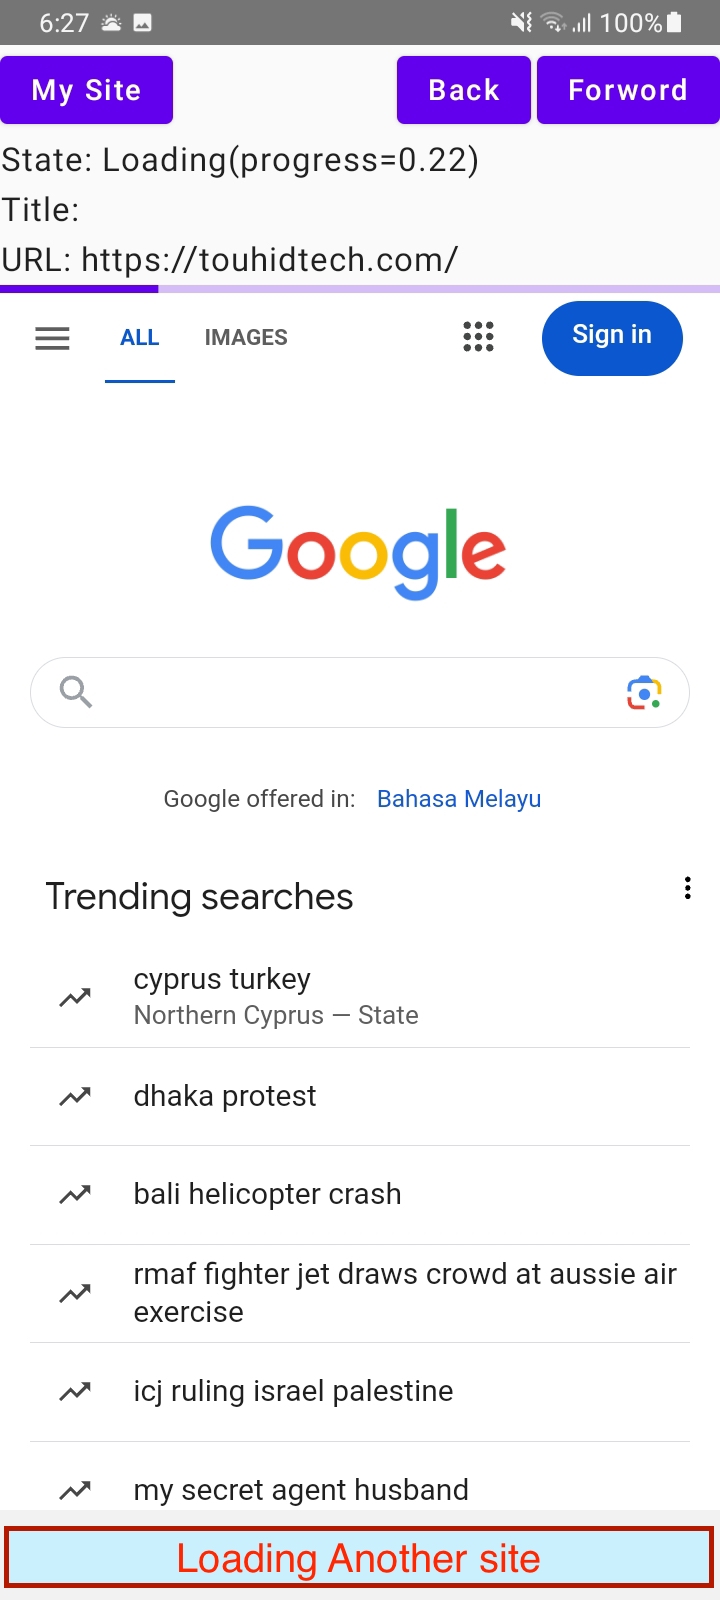 6:27 100%
My Site Back Forword
State: Loading(progress=0.22)
Title:
URL: https://touhidtech.com/
ALL IMAGES Sign in
Google
Google offered in: Bahasa Melayu
Trending searches
cyprus turkey
Northern Cyprus — State
dhaka protest
bali helicopter crash
rmaf fighter jet draws crowd at aussie air
exercise
icj ruling israel palestine
my secret agent husband
Loading Another site